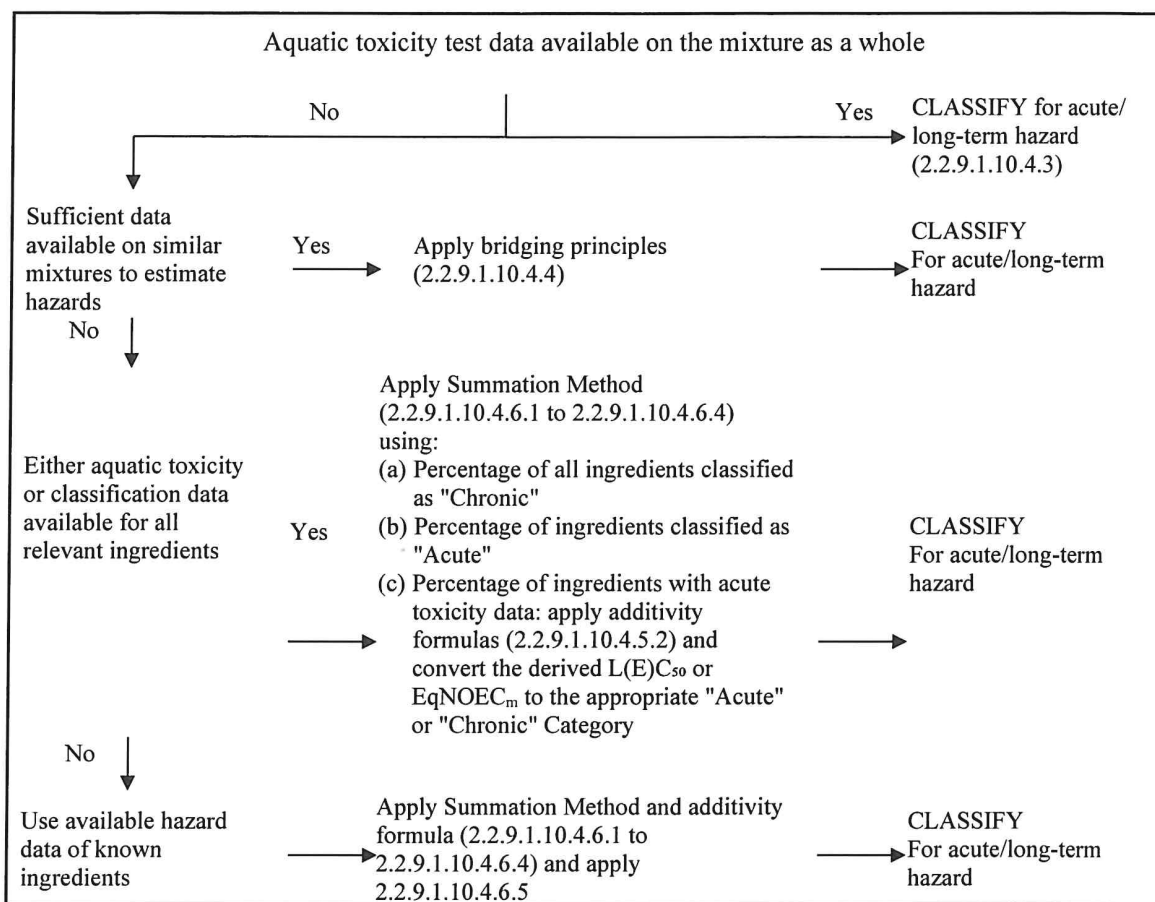 Aquatic toxicity test data available on the mixture as a whole
No
Yes
CLASSIFY for acute/
long-term hazard
(2.2.9.1.10.4.3)
Sufficient data
available on similar
mixtures to estimate
hazards
Yes
Apply bridging principles
(2.2.9.1.10.4.4)
CLASSIFY
For acute/long-term
hazard
No
Either aquatic toxicity
or classification data
available for all
relevant ingredients
Yes
Apply Summation Method
(2.2.9.1.10.4.6.1 to 2.2.9.1.10.4.6.4)
using:
(a) Percentage of all ingredients classified
as "Chronic"
(b) Percentage of ingredients classified as
"Acute"
(c) Percentage of ingredients with acute
toxicity data: apply additivity
formulas (2.2.9.1.10.4.5.2) and
convert the derived L(E)C₅₀ or
EqNOECₘ to the appropriate "Acute"
or "Chronic" Category
CLASSIFY
For acute/long-term
hazard
No
Use available hazard
data of known
ingredients
Apply Summation Method and additivity
formula (2.2.9.1.10.4.6.1 to
2.2.9.1.10.4.6.4) and apply
2.2.9.1.10.4.6.5
CLASSIFY
For acute/long-term
hazard